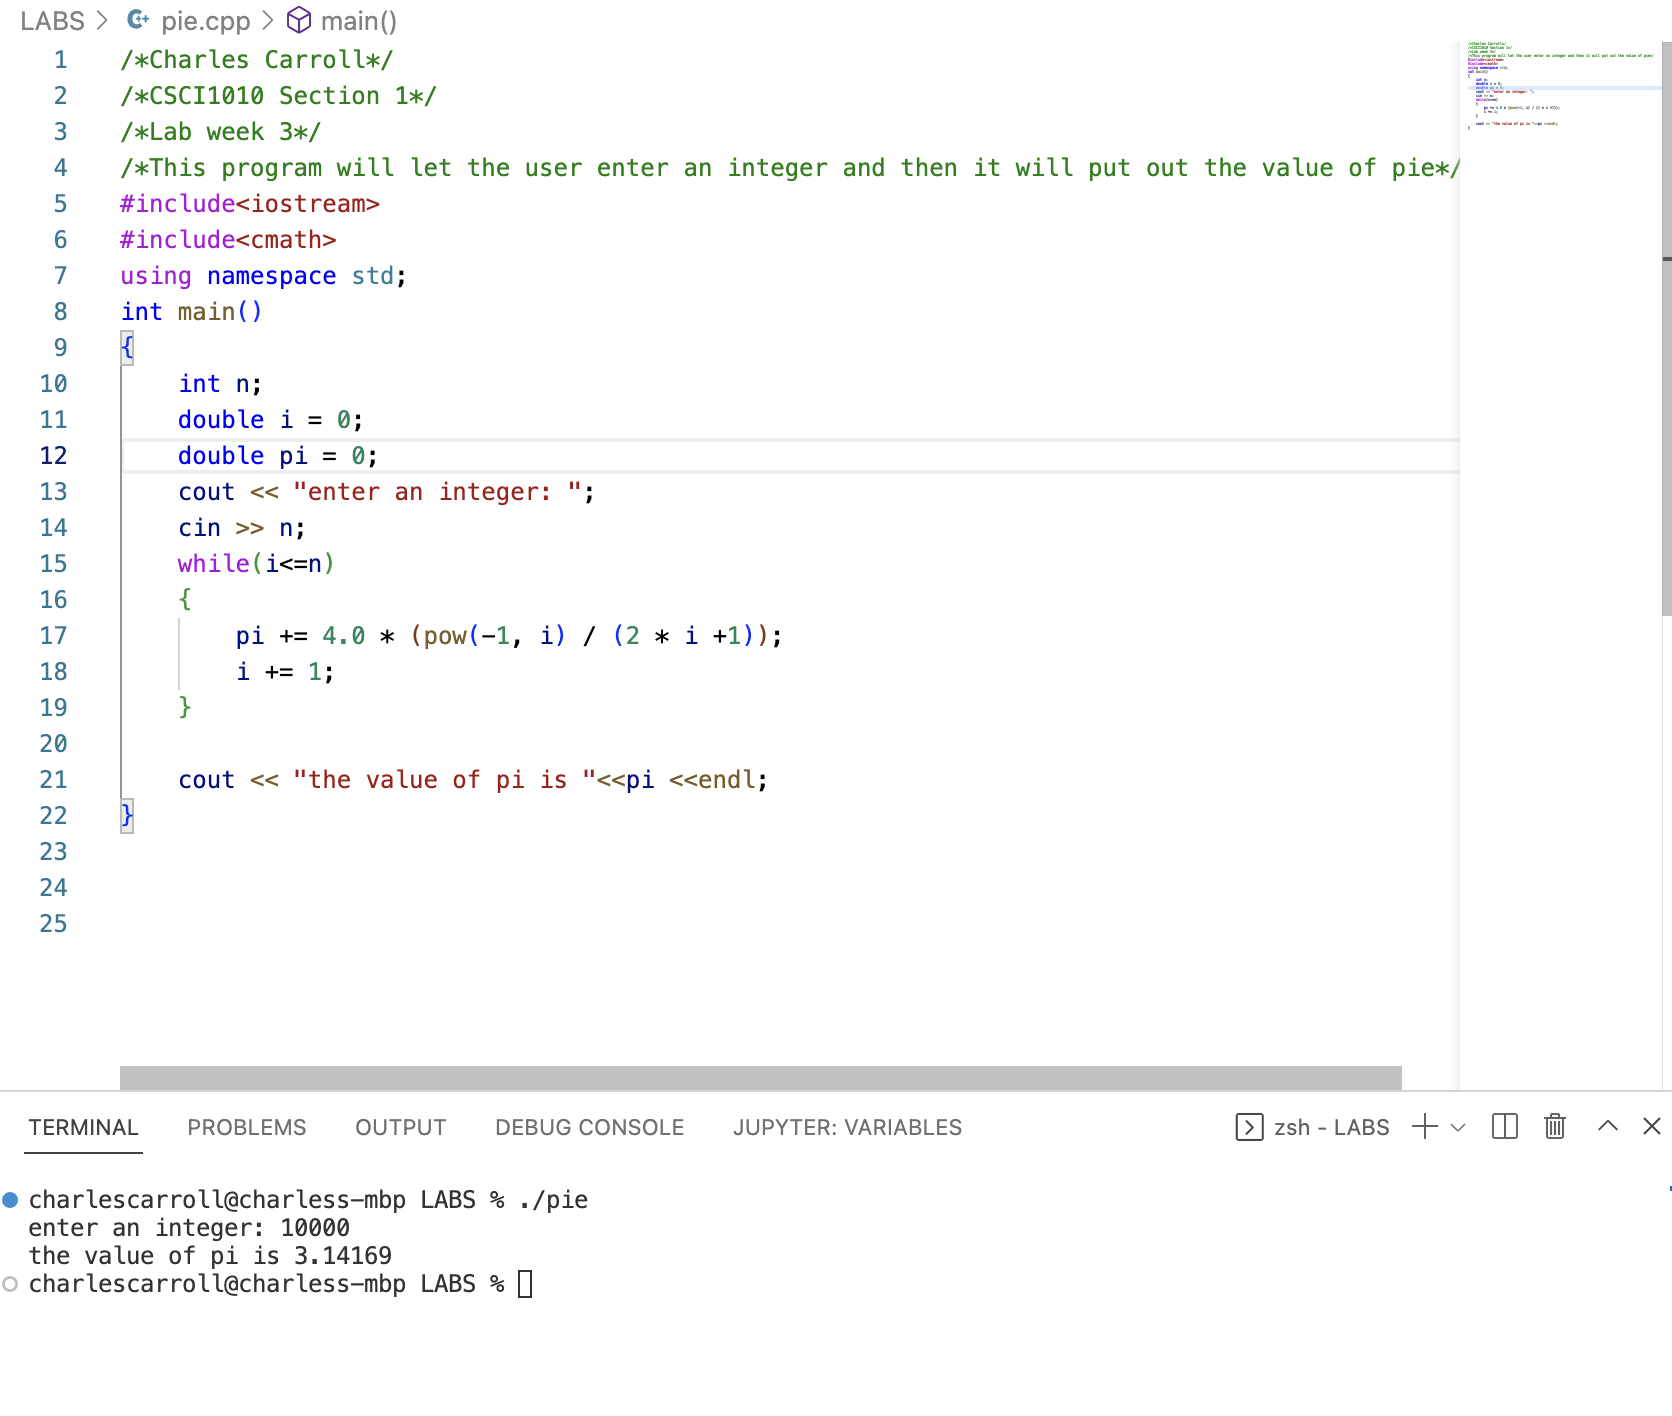 LABS > pie.cpp > main()
1 /*Charles Carroll*/
2 /*CSCI1010 Section 1*/
3 /*Lab week 3*/
4 /*This program will let the user enter an integer and then it will put out the value of pie*/
5 #include<iostream>
6 #include<cmath>
7 using namespace std;
8 int main()
9 {
10     int n;
11     double i = 0;
12     double pi = 0;
13     cout << "enter an integer: ";
14     cin >> n;
15     while(i<=n)
16     {
17         pi += 4.0 * (pow(-1, i) / (2 * i +1));
18         i += 1;
19     }
20
21     cout << "the value of pi is "<<pi <<endl;
22 }
23
24
25
TERMINAL PROBLEMS OUTPUT DEBUG CONSOLE JUPYTER: VARIABLES zsh - LABS
charlescarroll@charless-mbp LABS % ./pie
enter an integer: 10000
the value of pi is 3.14169
charlescarroll@charless-mbp LABS %